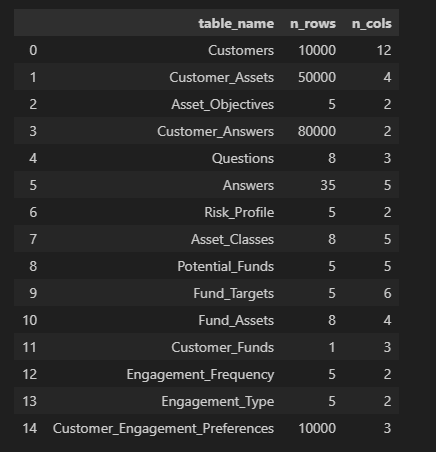 table_name n_rows n_cols
0 Customers 10000 12
1 Customer_Assets 50000 4
2 Asset_Objectives 5 2
3 Customer_Answers 80000 2
4 Questions 8 3
5 Answers 35 5
6 Risk_Profile 5 2
7 Asset_Classes 8 5
8 Potential_Funds 5 5
9 Fund_Targets 5 6
10 Fund_Assets 8 4
11 Customer_Funds 1 3
12 Engagement_Frequency 5 2
13 Engagement_Type 5 2
14 Customer_Engagement_Preferences 10000 3